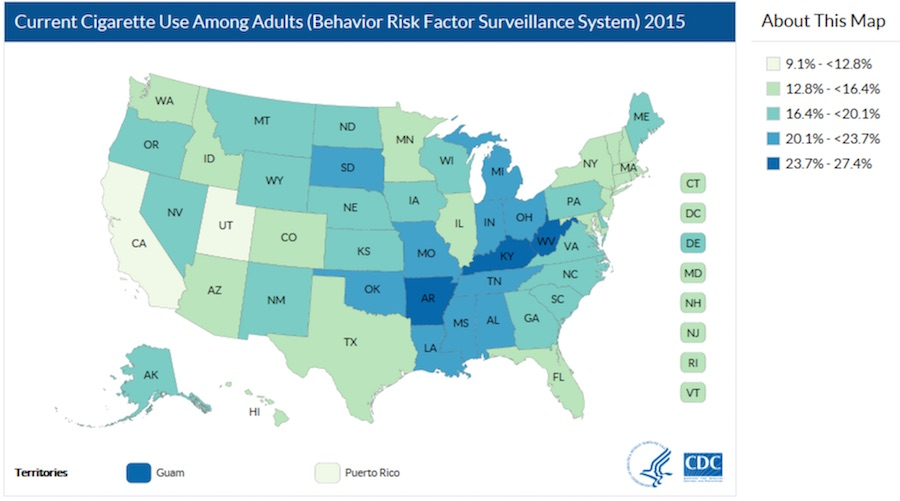 Current Cigarette Use Among Adults (Behavior Risk Factor Surveillance System) 2015
About This Map
9.1% - <12.8%
12.8% - <16.4%
16.4% - <20.1%
20.1% - <23.7%
23.7% - 27.4%
WA
MT
ND
MN
ME
OR
ID
SD
WI
MI
NY
MA
WY
IA
PA
CT
NV
UT
NE
IL
IN
OH
DC
CA
CO
KS
MO
KY
WV
VA
DE
AZ
NM
OK
AR
TN
NC
MD
SC
NH
TX
MS
AL
GA
NJ
LA
RI
AK
HI
FL
VT
Territories
Guam
Puerto Rico
CDC